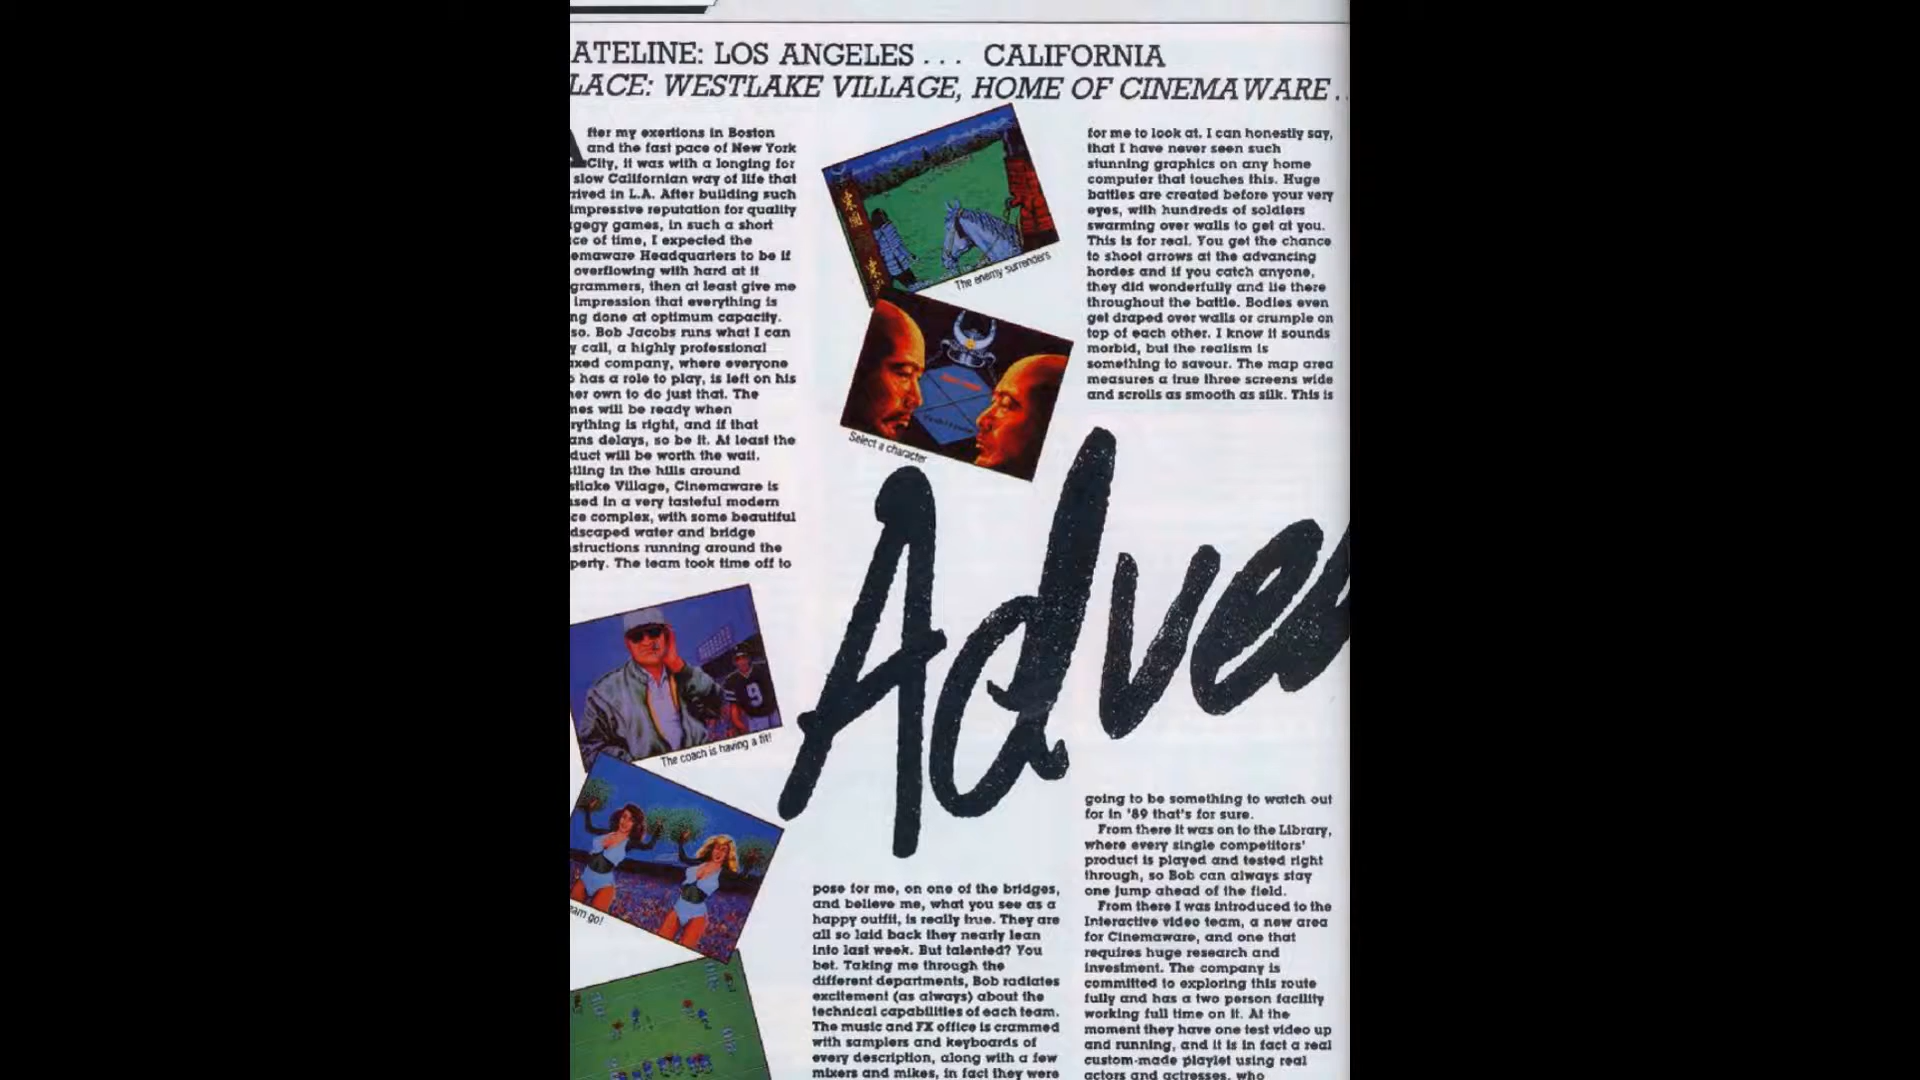 ATELINE: LOS ANGELES . . . CALIFORNIA
LACE: WESTLAKE VILLAGE, HOME OF CINEMAWARE . .
fter my exertions in Boston
and the fast pace of New York
City, it was with a longing for
slow Californian way of life that
rived in L.A. After building such
impressive reputation for quality
gegy games, in such a short
ce of time, I expected the
emaware Headquarters to be if
overflowing with hard at it
grammers, then at least give me
impression that everything is
ng done at optimum capacity.
so. Bob Jacobs runs what I can
y call, a highly professional
xed company, where everyone
o has a role to play, is left on his
er own to do just that. The
mes will be ready when
rything is right, and if that
ans delays, so be it. At least the
duct will be worth the wait.
tling in the hills around
stlake Village, Cinemaware is
sed in a very tasteful modern
ce complex, with some beautiful
dscaped water and bridge
structions running around the
perty. The team took time off to
The coach is having a fit!
am go!
The enemy surrenders
Select a character
Adve
pose for me, on one of the bridges,
and believe me, what you see as a
happy outfit, is really true. They are
all so laid back they nearly lean
into last week. But talented? You
bet. Taking me through the
different departments, Bob radiates
excitement (as always) about the
technical capabilities of each team.
The music and FX office is crammed
with samplers and keyboards of
every description, along with a few
mixers and mikes, in fact they were
for me to look at. I can honestly say,
that I have never seen such
stunning graphics on any home
computer that touches this. Huge
battles are created before your very
eyes, with hundreds of soldiers
swarming over walls to get at you.
This is for real. You get the chance
to shoot arrows at the advancing
hordes and if you catch anyone,
they did wonderfully and lie there
throughout the battle. Bodies even
get draped over walls or crumple on
top of each other. I know it sounds
morbid, but the realism is
something to savour. The map area
measures a true three screens wide
and scrolls as smooth as silk. This is
going to be something to watch out
for in '89 that's for sure.
From there it was on to the Library,
where every single competitors'
product is played and tested right
through, so Bob can always stay
one jump ahead of the field.
From there I was introduced to the
Interactive video team, a new area
for Cinemaware, and one that
requires huge research and
investment. The company is
committed to exploring this route
fully and has a two person facility
working full time on it. At the
moment they have one test video up
and running, and it is in fact a real
custom-made playlet using real
actors and actresses, who